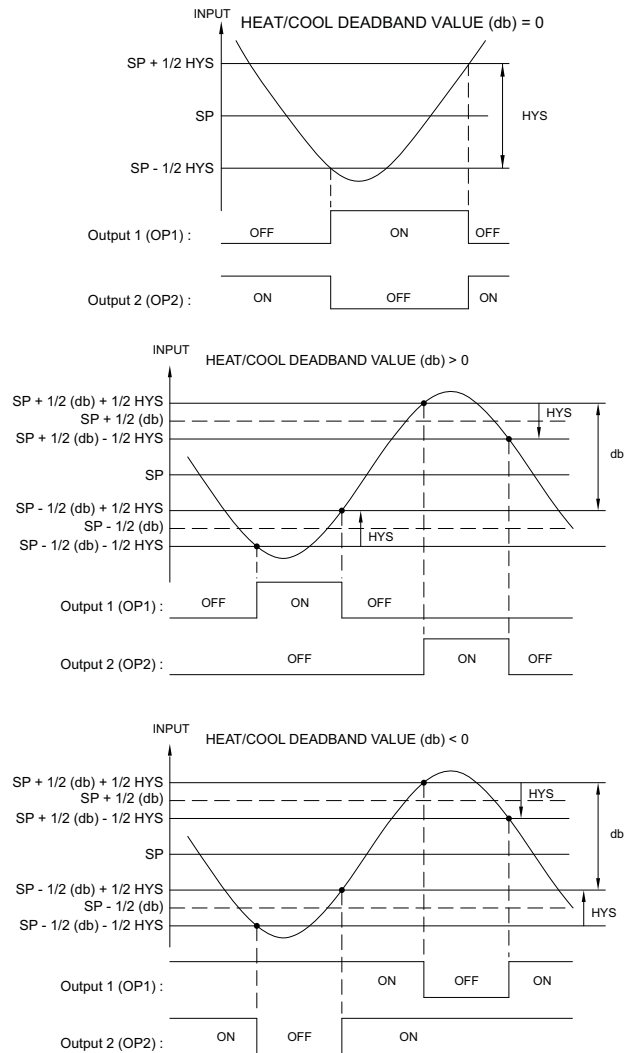 INPUT
HEAT/COOL DEADBAND VALUE (db) = 0
SP + 1/2 HYS
HYS
SP
SP - 1/2 HYS
Output 1 (OP1) : OFF ON OFF
Output 2 (OP2) : ON OFF ON
INPUT
HEAT/COOL DEADBAND VALUE (db) > 0
SP + 1/2 (db) + 1/2 HYS
SP + 1/2 (db)
HYS
SP + 1/2 (db) - 1/2 HYS
db
SP
SP - 1/2 (db) + 1/2 HYS
SP - 1/2 (db)
HYS
SP - 1/2 (db) - 1/2 HYS
Output 1 (OP1) : OFF ON OFF
Output 2 (OP2) : OFF ON OFF
INPUT
HEAT/COOL DEADBAND VALUE (db) < 0
SP + 1/2 (db) + 1/2 HYS
SP + 1/2 (db)
HYS
SP + 1/2 (db) - 1/2 HYS
db
SP
SP - 1/2 (db) + 1/2 HYS
SP - 1/2 (db)
HYS
SP - 1/2 (db) - 1/2 HYS
Output 1 (OP1) : ON OFF ON
Output 2 (OP2) : ON OFF ON